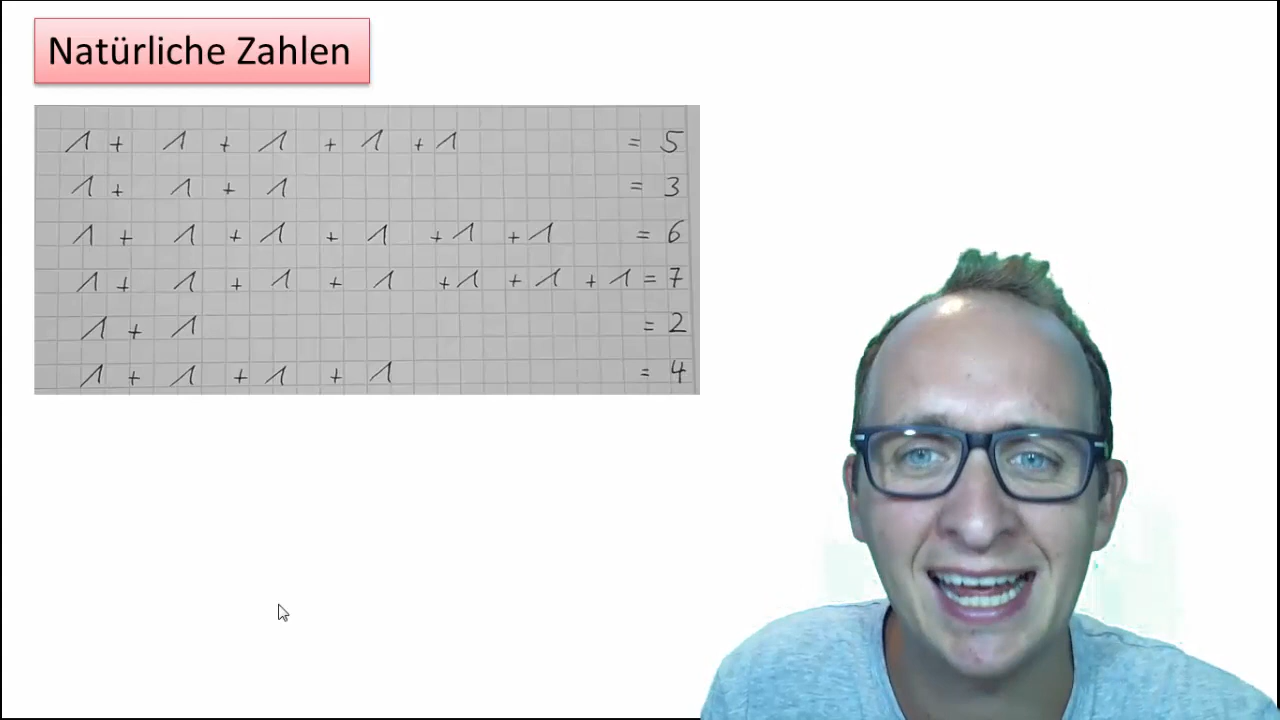 Natürliche Zahlen
1 + 1 + 1 + 1 + 1 = 5
1 + 1 + 1 = 3
1 + 1 + 1 + 1 + 1 + 1 = 6
1 + 1 + 1 + 1 + 1 + 1 + 1 = 7
1 + 1 = 2
1 + 1 + 1 + 1 = 4